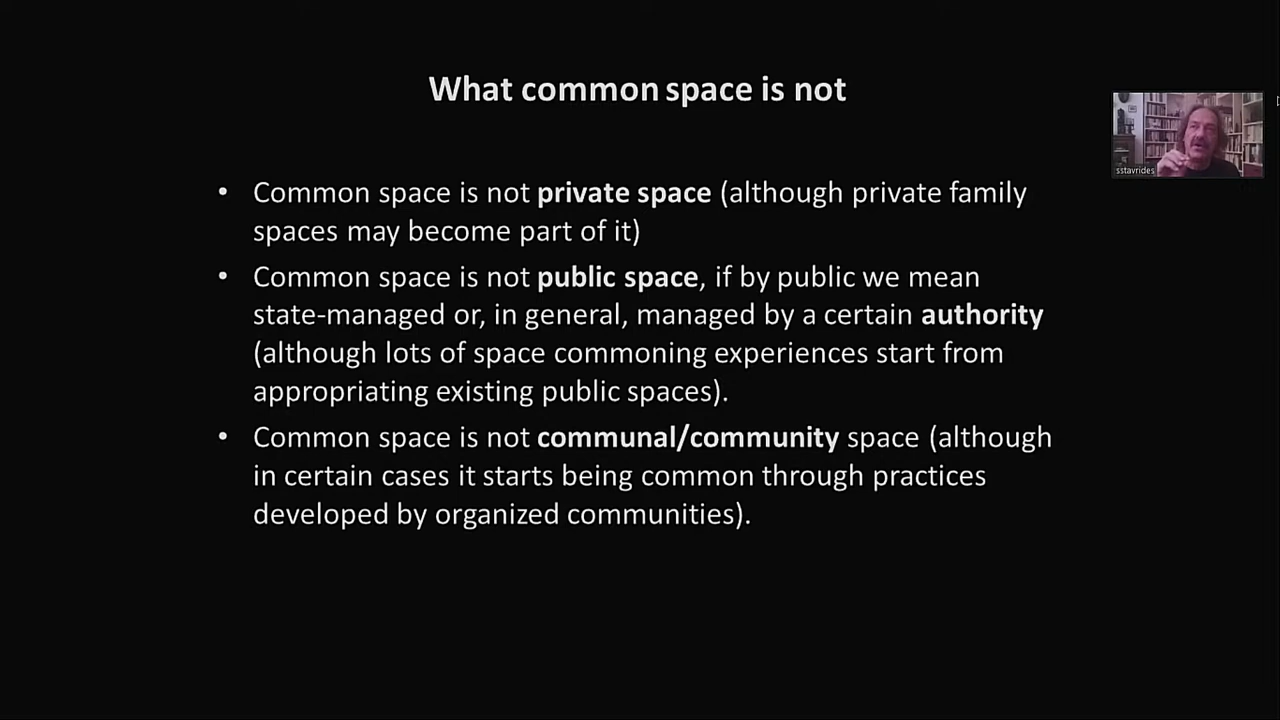 What common space is not
• Common space is not private space (although private family
spaces may become part of it)
• Common space is not public space, if by public we mean
state-managed or, in general, managed by a certain authority
(although lots of space commoning experiences start from
appropriating existing public spaces).
• Common space is not communal/community space (although
in certain cases it starts being common through practices
developed by organized communities).
sstavrides